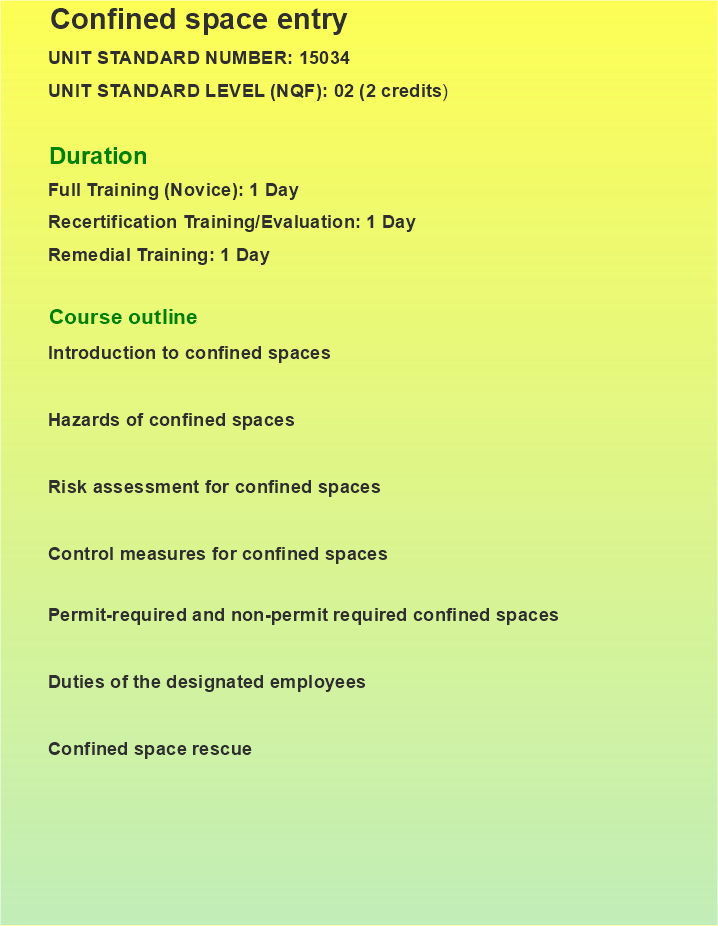 Confined space entry
UNIT STANDARD NUMBER: 15034
UNIT STANDARD LEVEL (NQF): 02 (2 credits)
Duration
Full Training (Novice): 1 Day
Recertification Training/Evaluation: 1 Day
Remedial Training: 1 Day
Course outline
Introduction to confined spaces
Hazards of confined spaces
Risk assessment for confined spaces
Control measures for confined spaces
Permit-required and non-permit required confined spaces
Duties of the designated employees
Confined space rescue